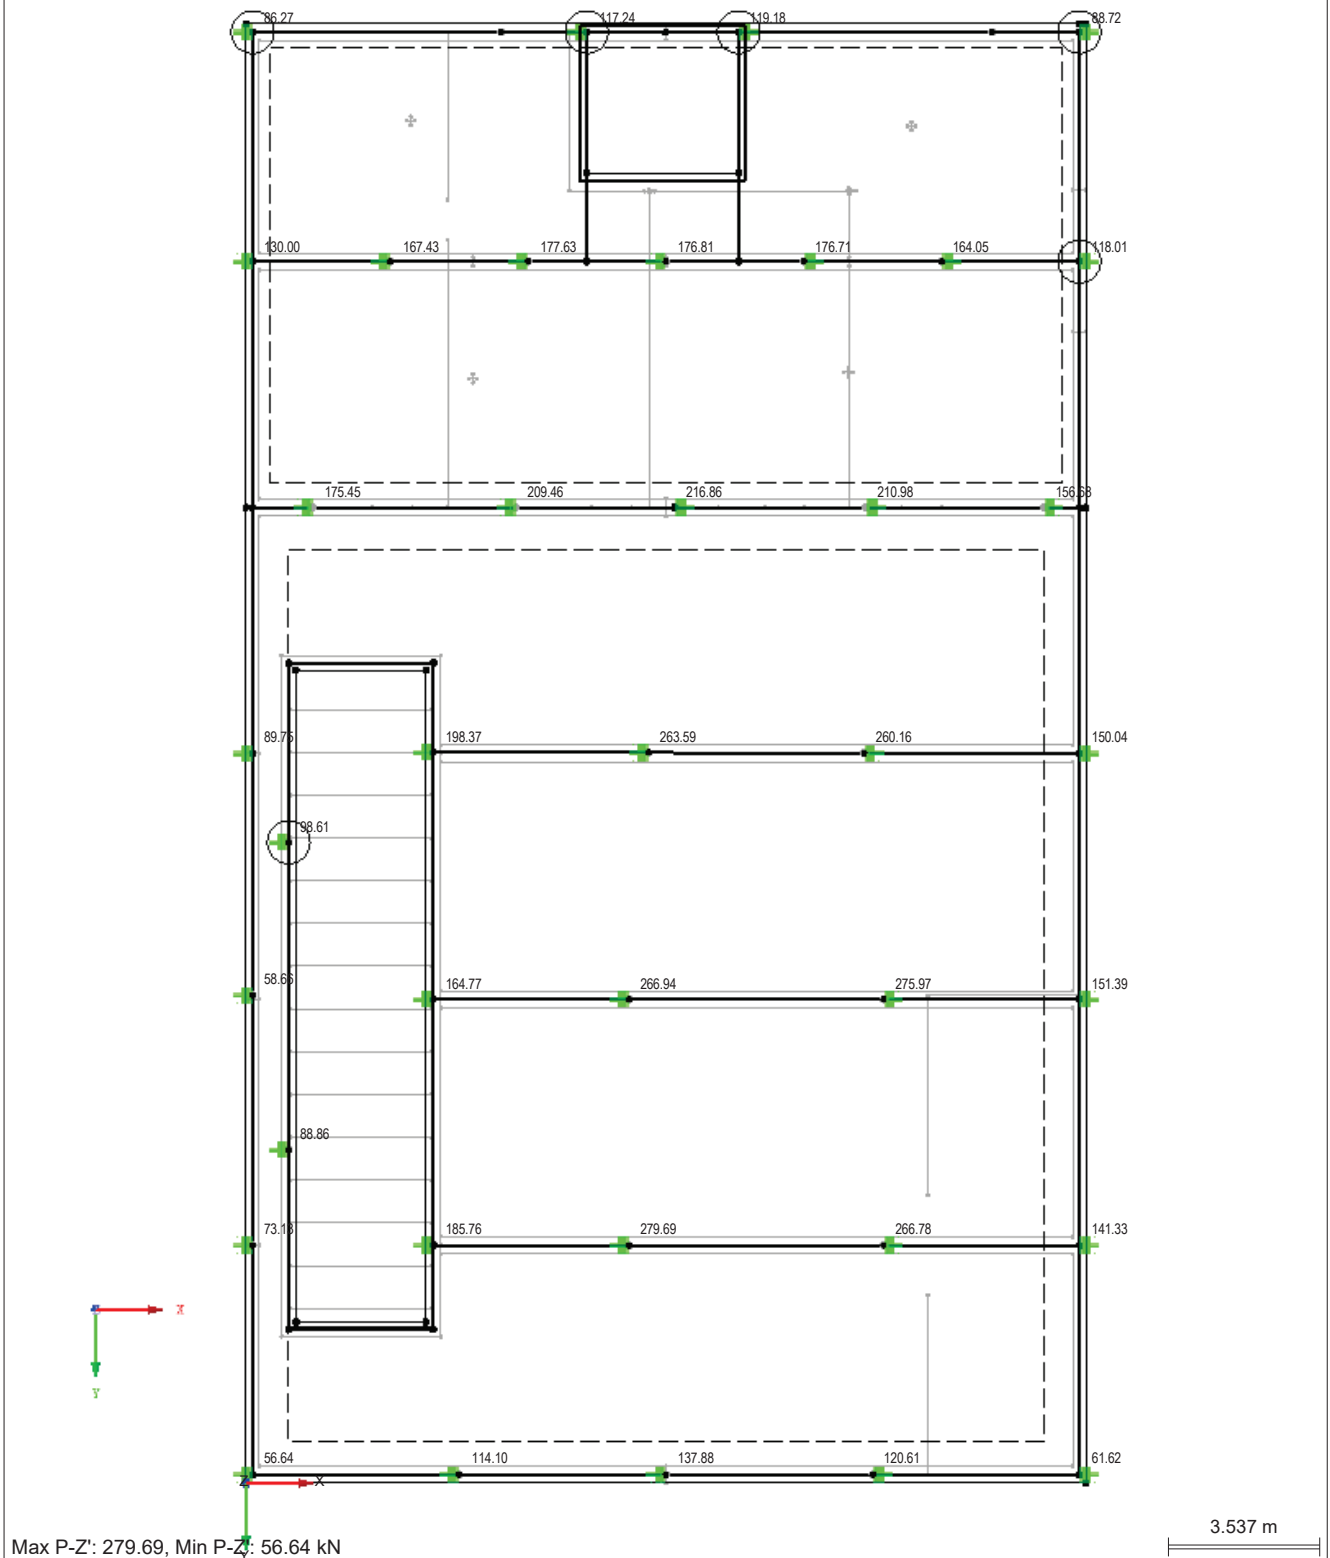 86.27 117.24 119.18 88.72
130.00 167.43 177.63 176.81 176.71 164.05 118.01
175.45 209.46 216.86 210.98 156.68
89.75 198.37 263.59 260.16 150.04
98.61
58.66 164.77 266.94 275.97 151.39
88.86
73.18 185.76 279.69 266.78 141.33
X
Y
56.64 114.10 137.88 120.61 61.62
Z X
3.537 m
Max P-Z': 279.69, Min P-Z': 56.64 kN
Y